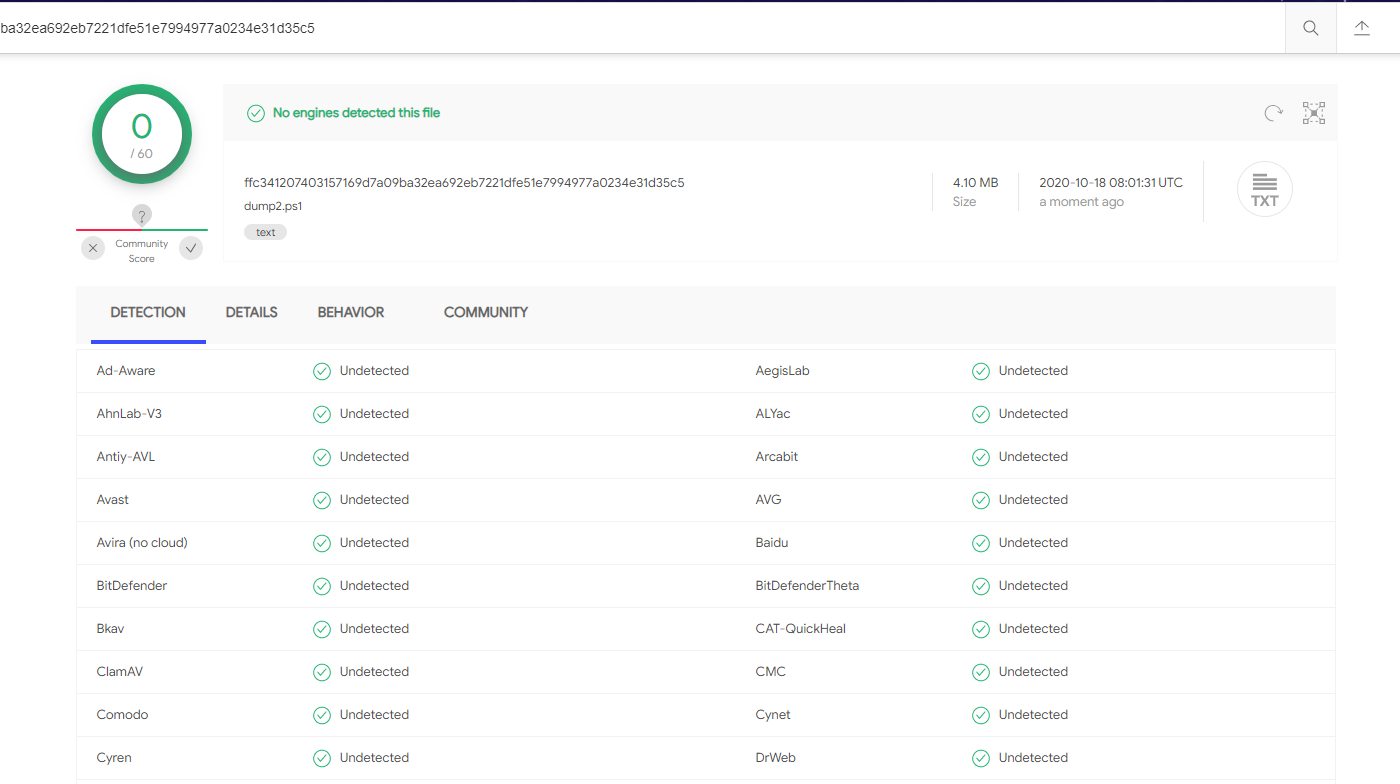 ba32ea692eb7221dfe51e7994977a0234e31d35c5
0
/ 60
?
Community
Score
No engines detected this file
ffc341207403157169d7a09ba32ea692eb7221dfe51e7994977a0234e31d35c5
dump2.ps1
text
4.10 MB
Size
2020-10-18 08:01:31 UTC
a moment ago
TXT
DETECTION DETAILS BEHAVIOR COMMUNITY
Ad-Aware Undetected AegisLab Undetected
AhnLab-V3 Undetected ALYac Undetected
Antiy-AVL Undetected Arcabit Undetected
Avast Undetected AVG Undetected
Avira (no cloud) Undetected Baidu Undetected
BitDefender Undetected BitDefenderTheta Undetected
Bkav Undetected CAT-QuickHeal Undetected
ClamAV Undetected CMC Undetected
Comodo Undetected Cynet Undetected
Cyren Undetected DrWeb Undetected